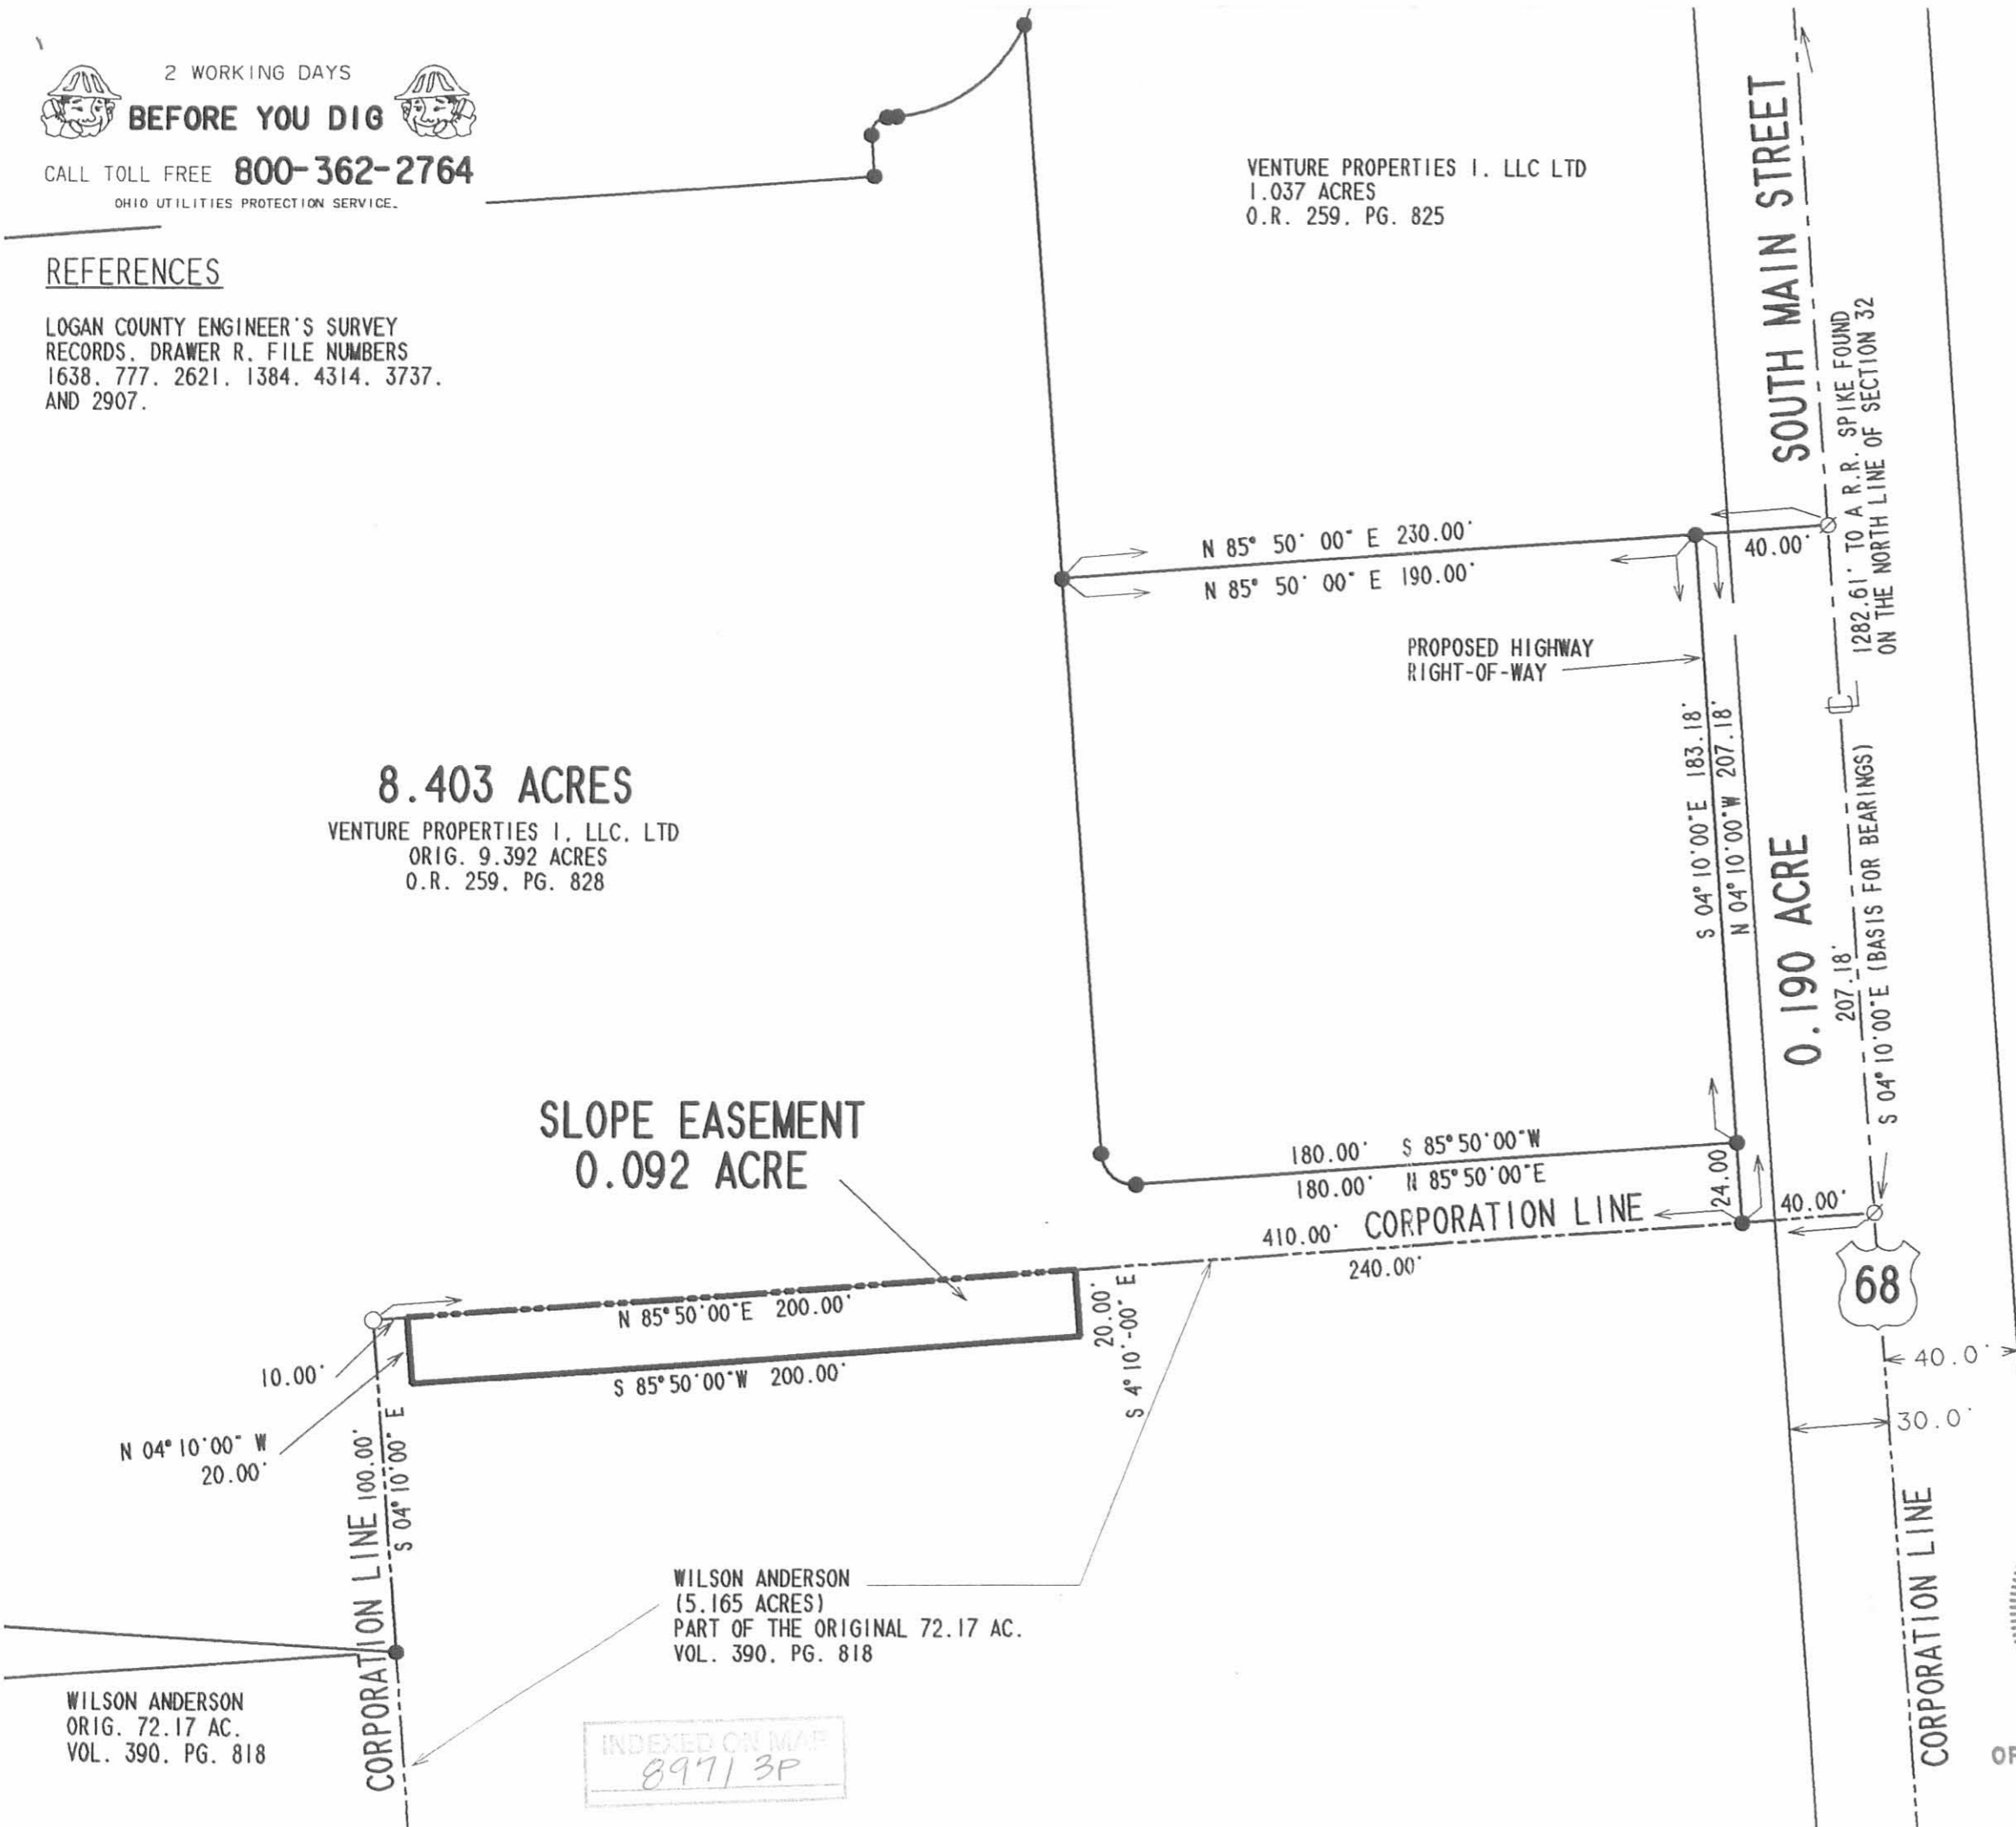 2 WORKING DAYS
BEFORE YOU DIG
CALL TOLL FREE 800-362-2764
OHIO UTILITIES PROTECTION SERVICE.
REFERENCES
LOGAN COUNTY ENGINEER'S SURVEY
RECORDS. DRAWER R. FILE NUMBERS
1638. 777. 2621. 1384. 4314. 3737.
AND 2907.
VENTURE PROPERTIES I. LLC LTD
1.037 ACRES
O.R. 259. PG. 825
SOUTH MAIN STREET
1282.61' TO A R.R. SPIKE FOUND
ON THE NORTH LINE OF SECTION 32
N 85° 50' 00" E 230.00'
N 85° 50' 00" E 190.00'
40.00'
PROPOSED HIGHWAY
RIGHT-OF-WAY
S 04°10'00"E 183.18'
N 04°10'00"W 207.18'
0.190 ACRE
207.18'
S 04°10'00"E (BASIS FOR BEARINGS)
8.403 ACRES
VENTURE PROPERTIES I. LLC. LTD
ORIG. 9.392 ACRES
O.R. 259. PG. 828
SLOPE EASEMENT
0.092 ACRE
180.00' S 85°50'00"W
180.00' N 85°50'00"E
24.00'
40.00'
410.00' CORPORATION LINE
240.00'
68
N 85°50'00"E 200.00'
S 85°50'00"W 200.00'
20.00'
S 4°10'-00" E
10.00'
N 04°10'00" W
20.00'
CORPORATION LINE 100.00'
S 04°10'00" E
40.0'
30.0'
CORPORATION LINE
WILSON ANDERSON
(5.165 ACRES)
PART OF THE ORIGINAL 72.17 AC.
VOL. 390. PG. 818
WILSON ANDERSON
ORIG. 72.17 AC.
VOL. 390. PG. 818
INDEXED ON MAP
8971 3P
OF